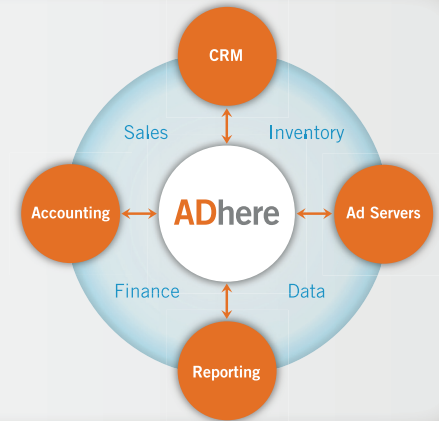 CRM
Sales
Inventory
Accounting
ADhere
Ad Servers
Finance
Data
Reporting